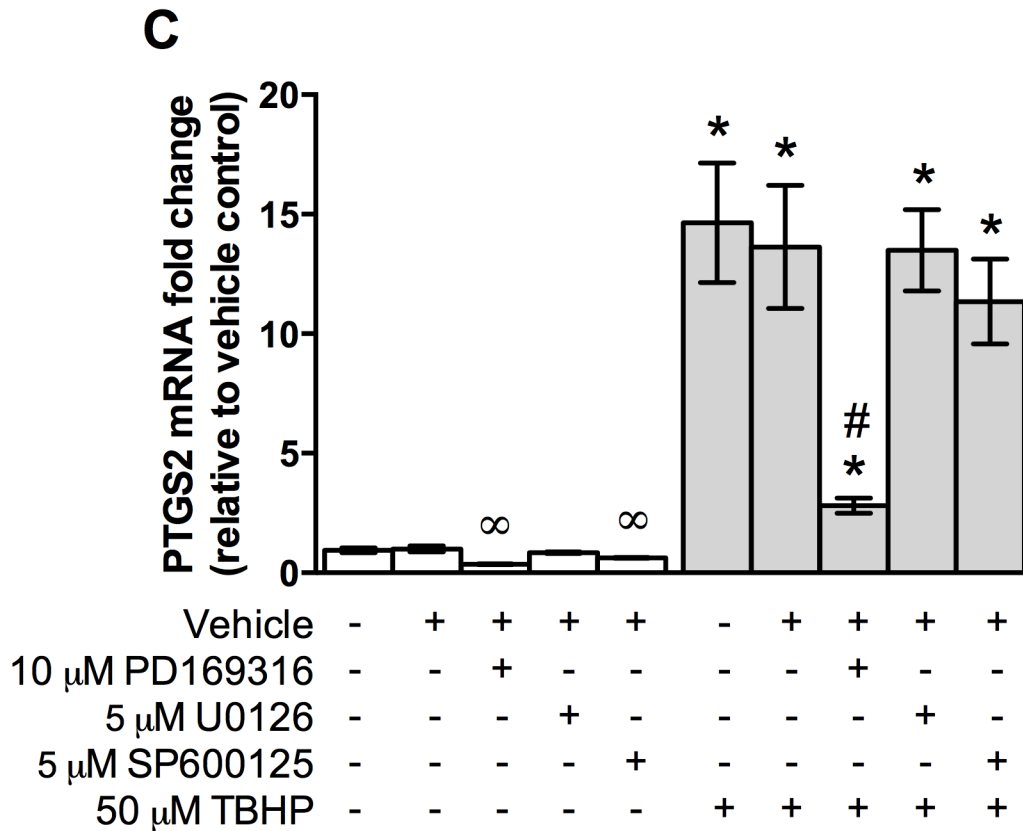 C
PTGS2 mRNA fold change
(relative to vehicle control)
20
15
10
5
0
∞ ∞ * * # * * *
Vehicle - + + + + - + + + +
10 μM PD169316 - - + - - - - + - -
5 μM U0126 - - - + - - - - + -
5 μM SP600125 - - - - + - - - - +
50 μM TBHP - - - - - + + + + +